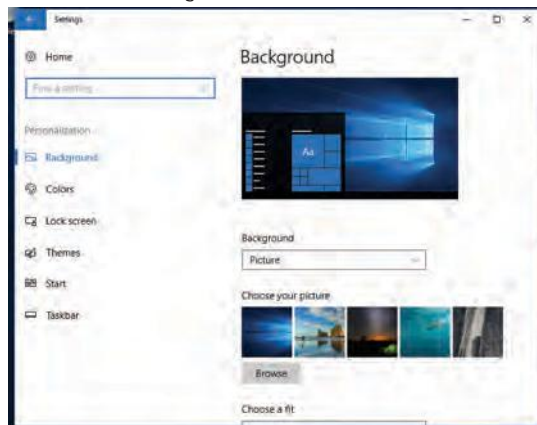 Settings
Home
Find a setting
Personalization
Background
Colors
Lock screen
Themes
Start
Taskbar
Background
Aa
Background
Picture
Choose your picture
Browse
Choose a fit